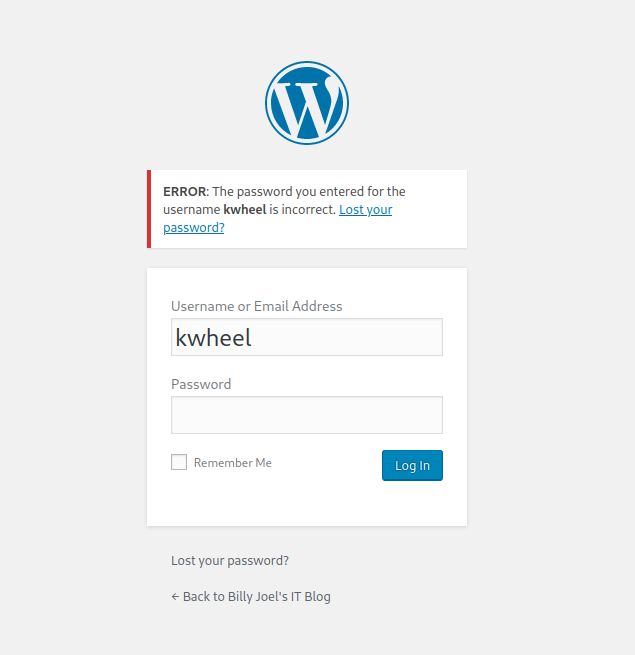 ERROR: The password you entered for the
username kwheel is incorrect. Lost your
password?
Username or Email Address
kwheel
Password
Remember Me
Log In
Lost your password?
← Back to Billy Joel's IT Blog